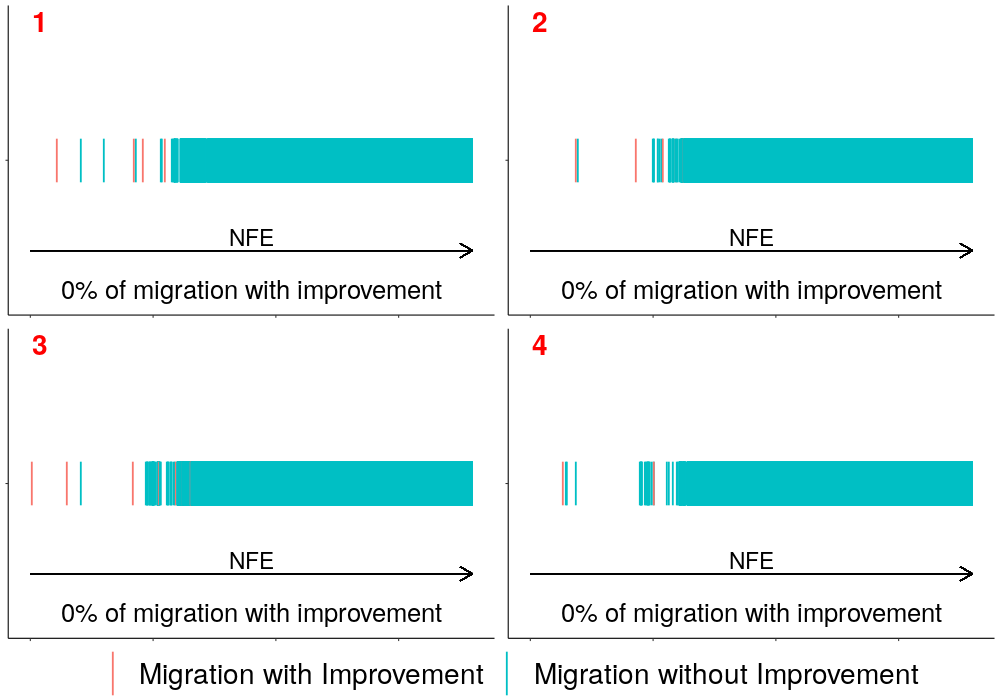 1
NFE
0% of migration with improvement
2
NFE
0% of migration with improvement
3
NFE
0% of migration with improvement
4
NFE
0% of migration with improvement
Migration with Improvement
Migration without Improvement